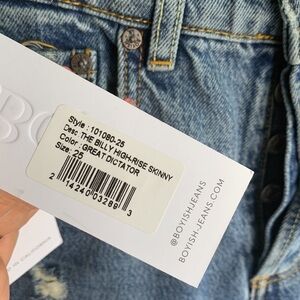 Style : 101080-25
Desc: THE BILLY HIGH-RISE SKINNY
Color : GREAT DICTATOR
Size: 25
2 14240 03289 3
@BOYISHJEANS
BOYISH-JEANS.COM